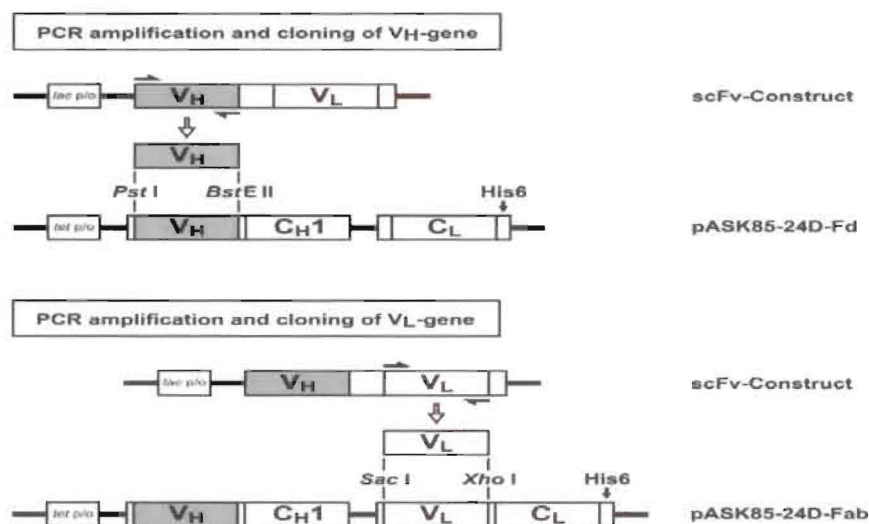 PCR amplification and cloning of VH-gene
lac p/o VH VL scFv-Construct
VH
Pst I BstE II His6
tet p/o VH CH1 CL pASK85-24D-Fd
PCR amplification and cloning of VL-gene
lac p/o VH VL scFv-Construct
VL
Sac I Xho I His6
tet p/o VH CH1 VL CL pASK85-24D-Fab